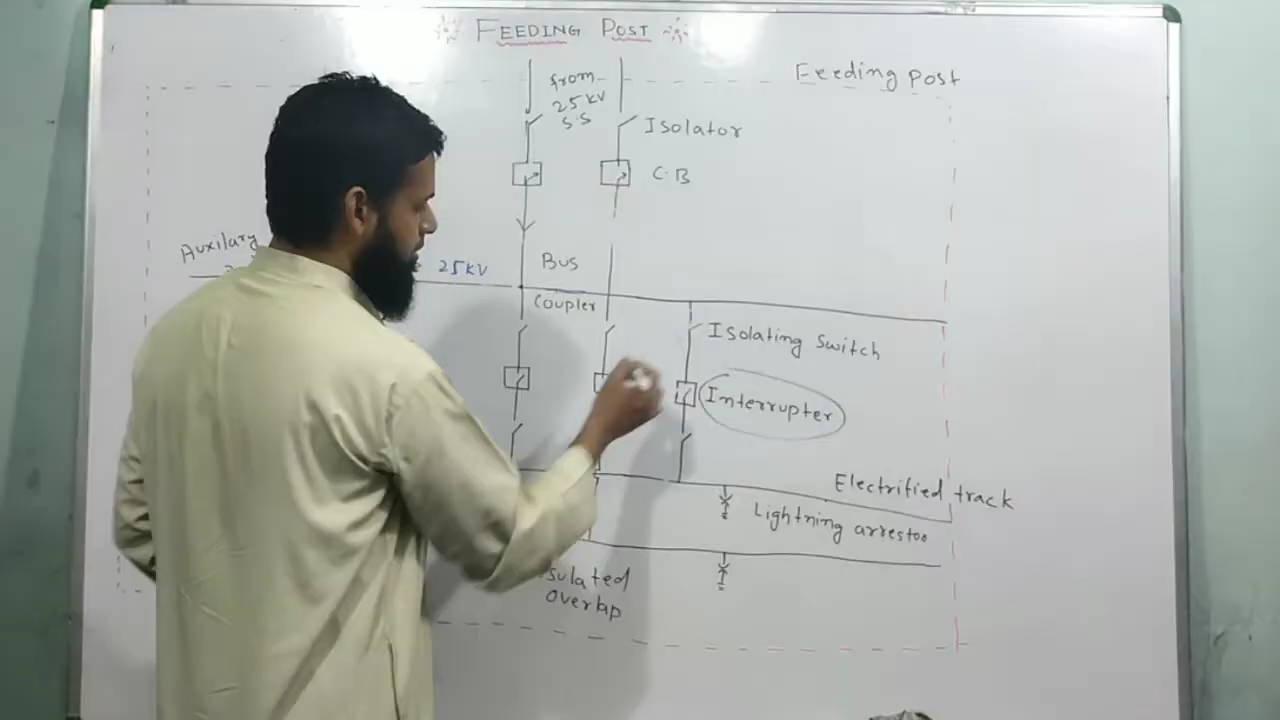 FEEDING POST
Feeding post
from
25 KV
S.S
Isolator
C.B
Auxilary
25KV
Bus
Coupler
Isolating Switch
Interrupter
Electrified track
Lightning arrestoo
sulated
overlap